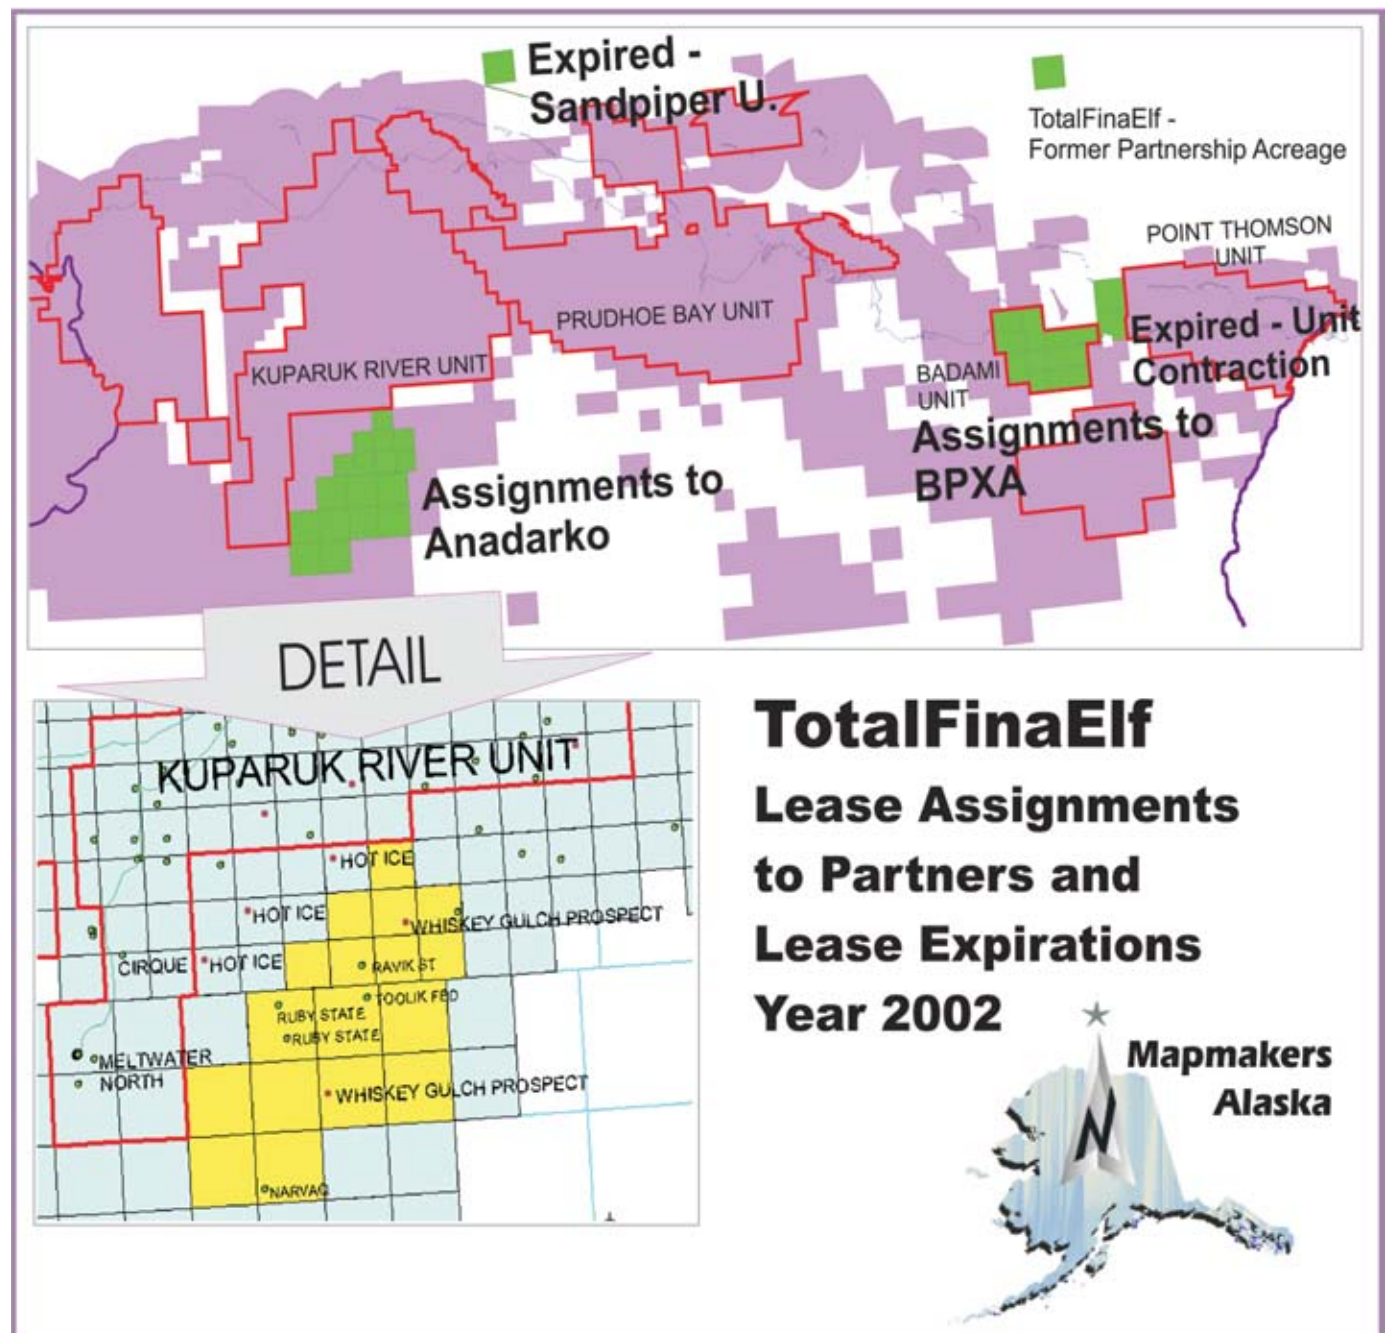 Expired -
Sandpiper U.
TotalFinaElf -
Former Partnership Acreage
POINT THOMSON
UNIT
PRUDHOE BAY UNIT
Expired - Unit
Contraction
KUPARUK RIVER UNIT
BADAMI
UNIT
Assignments to
BPXA
Assignments to
Anadarko
DETAIL
KUPARUK RIVER UNIT
HOT ICE
HOT ICE
WHISKEY GULCH PROSPECT
CIRQUE
HOT ICE
RAVIK ST
TOOLIK FED
RUBY STATE
RUBY STATE
MELTWATER
NORTH
WHISKEY GULCH PROSPECT
NARVAQ
TotalFinaElf
Lease Assignments
to Partners and
Lease Expirations
Year 2002
Mapmakers
Alaska
N